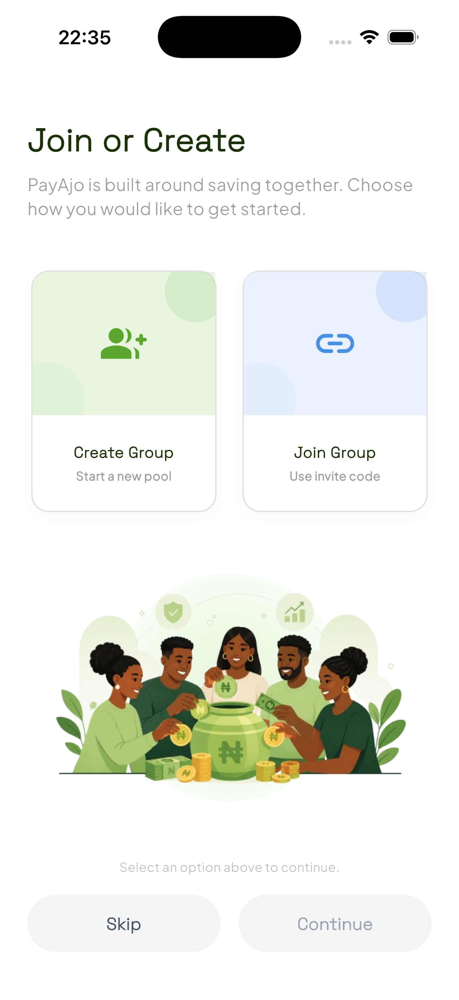 22:35
Join or Create
PayAjo is built around saving together. Choose
how you would like to get started.
Create Group
Start a new pool
Join Group
Use invite code
₦
₦
₦
₦
₦
₦
₦
₦
Select an option above to continue.
Skip
Continue